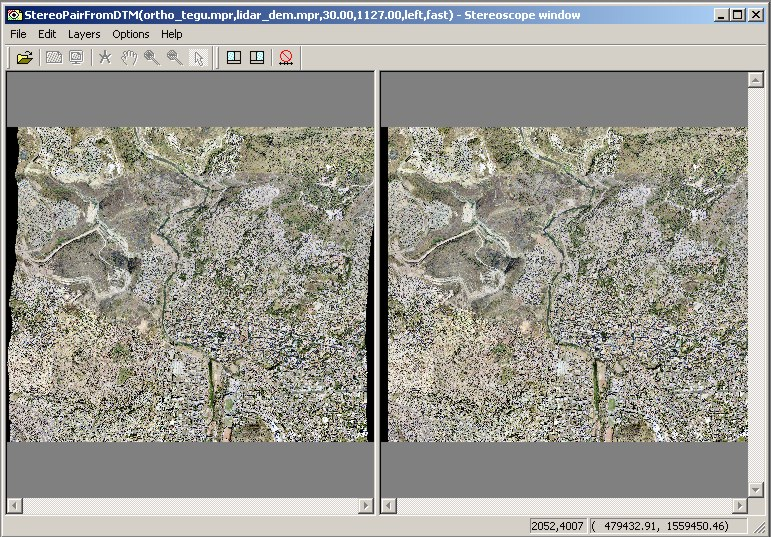 StereoPairFromDTM(ortho_tegu.mpr,lidar_dem.mpr,30.00,1127.00,left,fast) - Stereoscope window
File Edit Layers Options Help
2052,4007 ( 479432.91, 1559450.46)